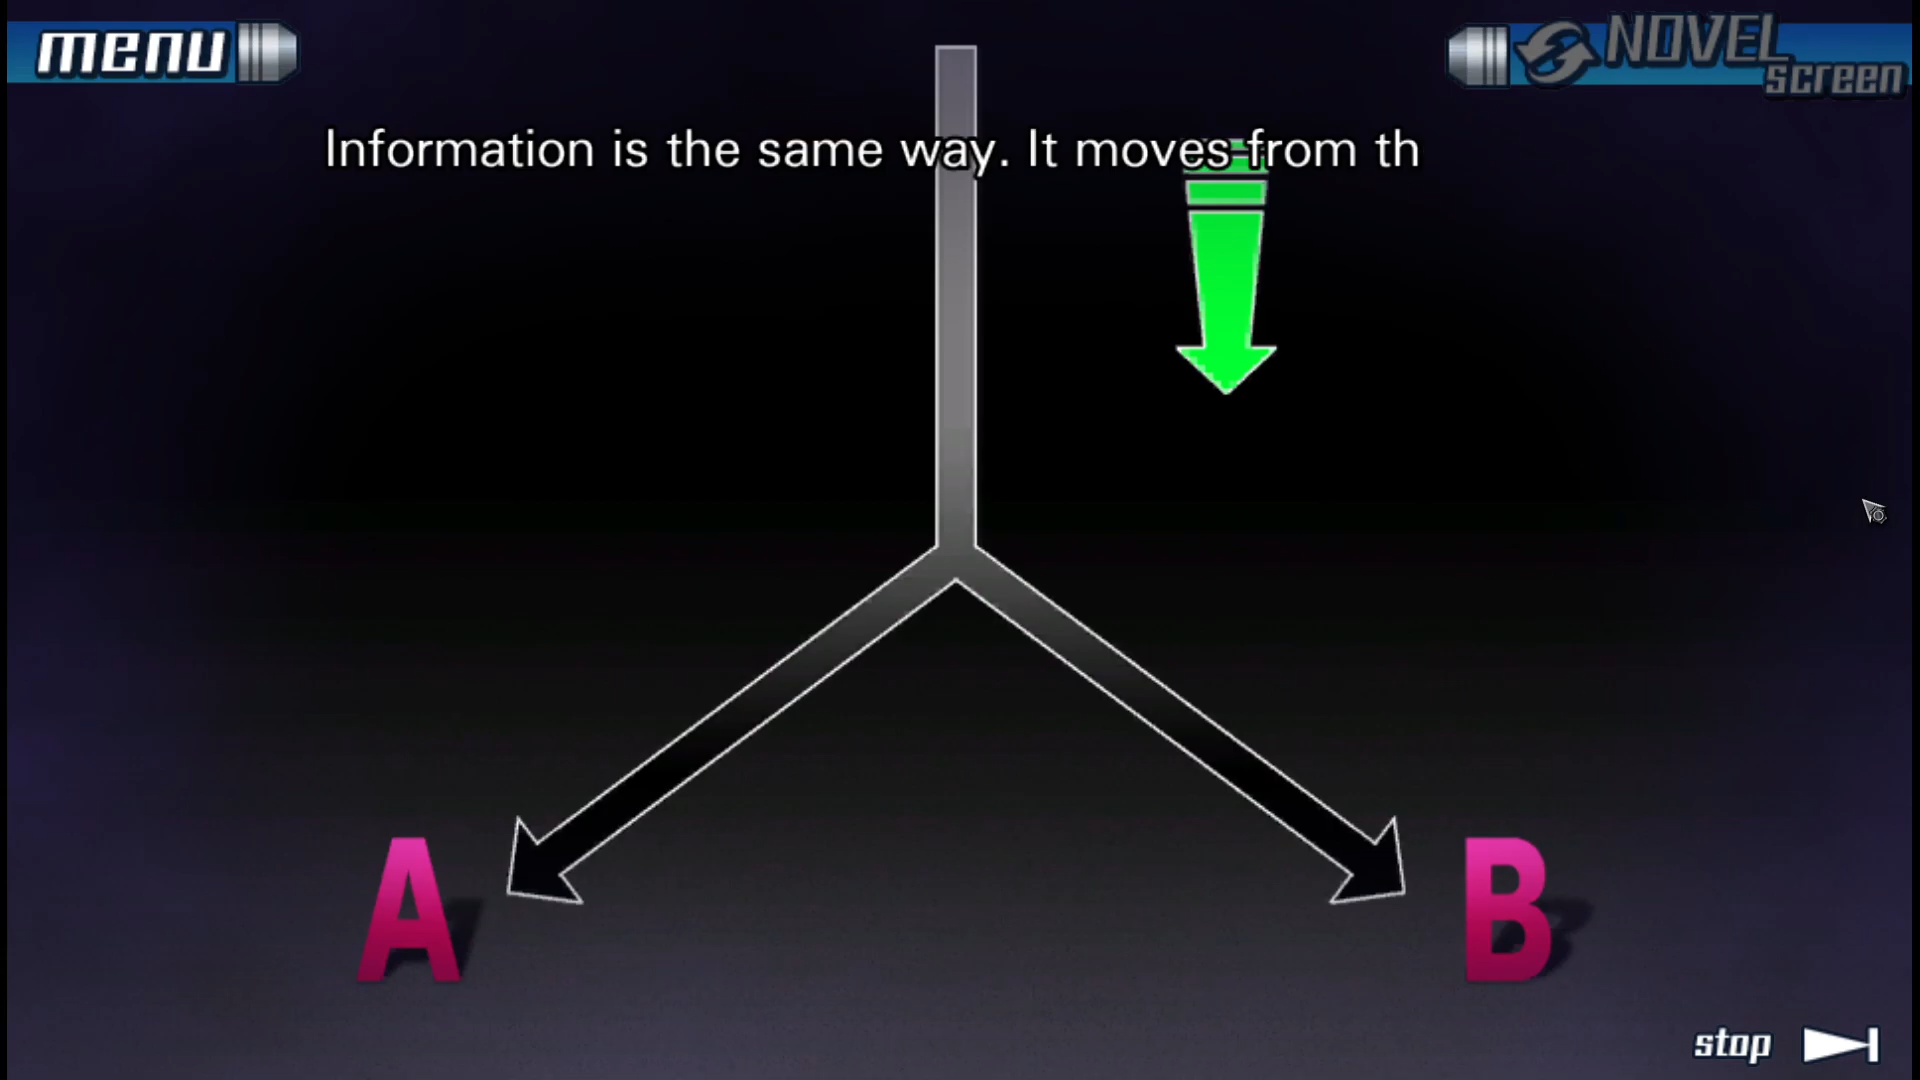 menu
NOVEL
screen
Information is the same way. It moves from th
A
B
stop